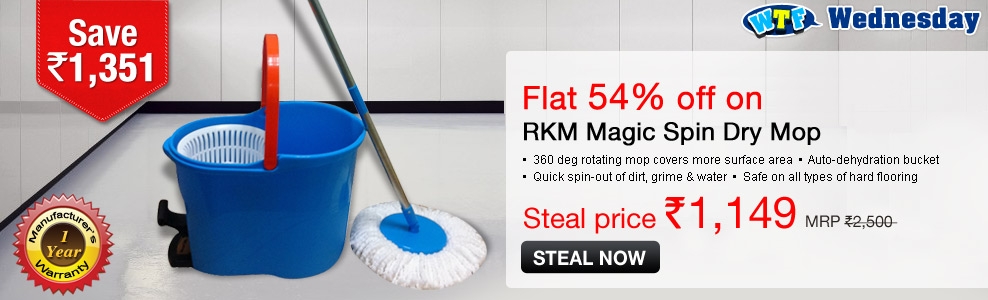 Save
₹1,351
WTF Wednesday
Flat 54% off on
RKM Magic Spin Dry Mop
▪ 360 deg rotating mop covers more surface area ▪ Auto-dehydration bucket
▪ Quick spin-out of dirt, grime & water ▪ Safe on all types of hard flooring
Steal price ₹1,149 MRP ₹2,500
STEAL NOW
Manufacturer's
1
Year
Warranty